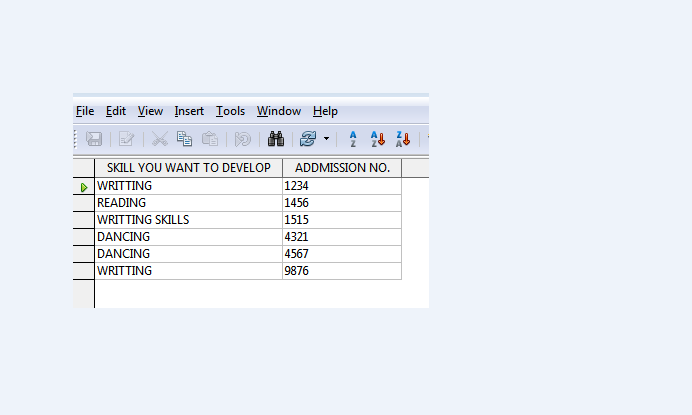 File Edit View Insert Tools Window Help
A Z A Z Z A
SKILL YOU WANT TO DEVELOP ADDMISSION NO.
WRITTING 1234
READING 1456
WRITTING SKILLS 1515
DANCING 4321
DANCING 4567
WRITTING 9876